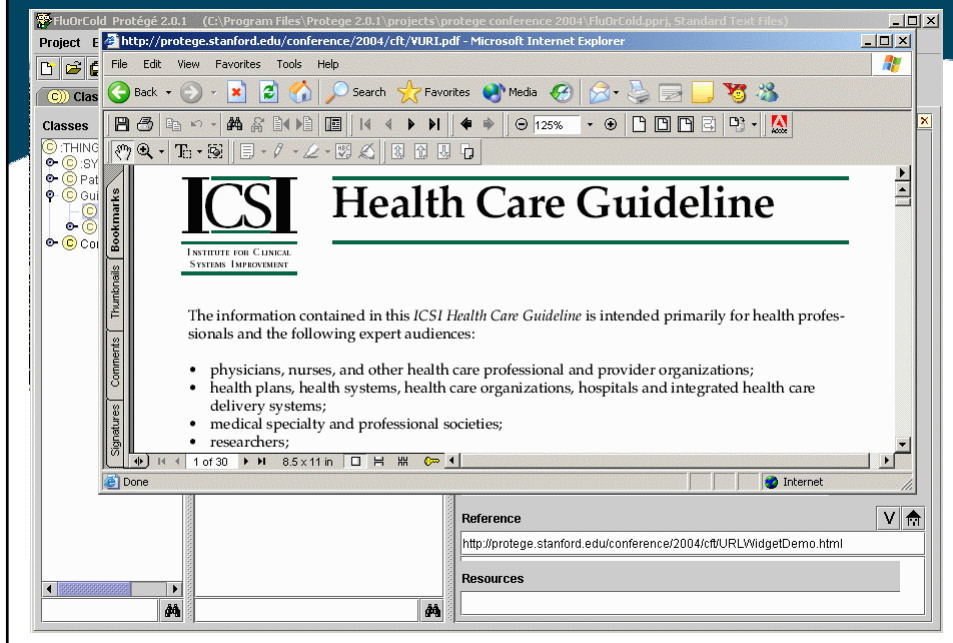 FluOrCold Protégé 2.0.1 (C:\Program Files\Protege 2.0.1\projects\protege conference 2004\FluOrCold.pprj, Standard Text Files)
Project E
http://protege.stanford.edu/conference/2004/cft/VURI.pdf - Microsoft Internet Explorer
File Edit View Favorites Tools Help
Back Search Favorites Media
C Clas
Classes
125%
Adobe
C :THING
C :SY
C Pat
C Gui
C
C
C Cor
Bookmarks
Thumbnails
Comments
Signatures
ICSI
INSTITUTE FOR CLINICAL
SYSTEMS IMPROVEMENT
Health Care Guideline
The information contained in this ICSI Health Care Guideline is intended primarily for health profes-
sionals and the following expert audiences:
• physicians, nurses, and other health care professional and provider organizations;
• health plans, health systems, health care organizations, hospitals and integrated health care
delivery systems;
• medical specialty and professional societies;
• researchers;
1 of 30 8.5 x 11 in
Done Internet
Reference V
http://protege.stanford.edu/conference/2004/cft/URLWidgetDemo.html
Resources